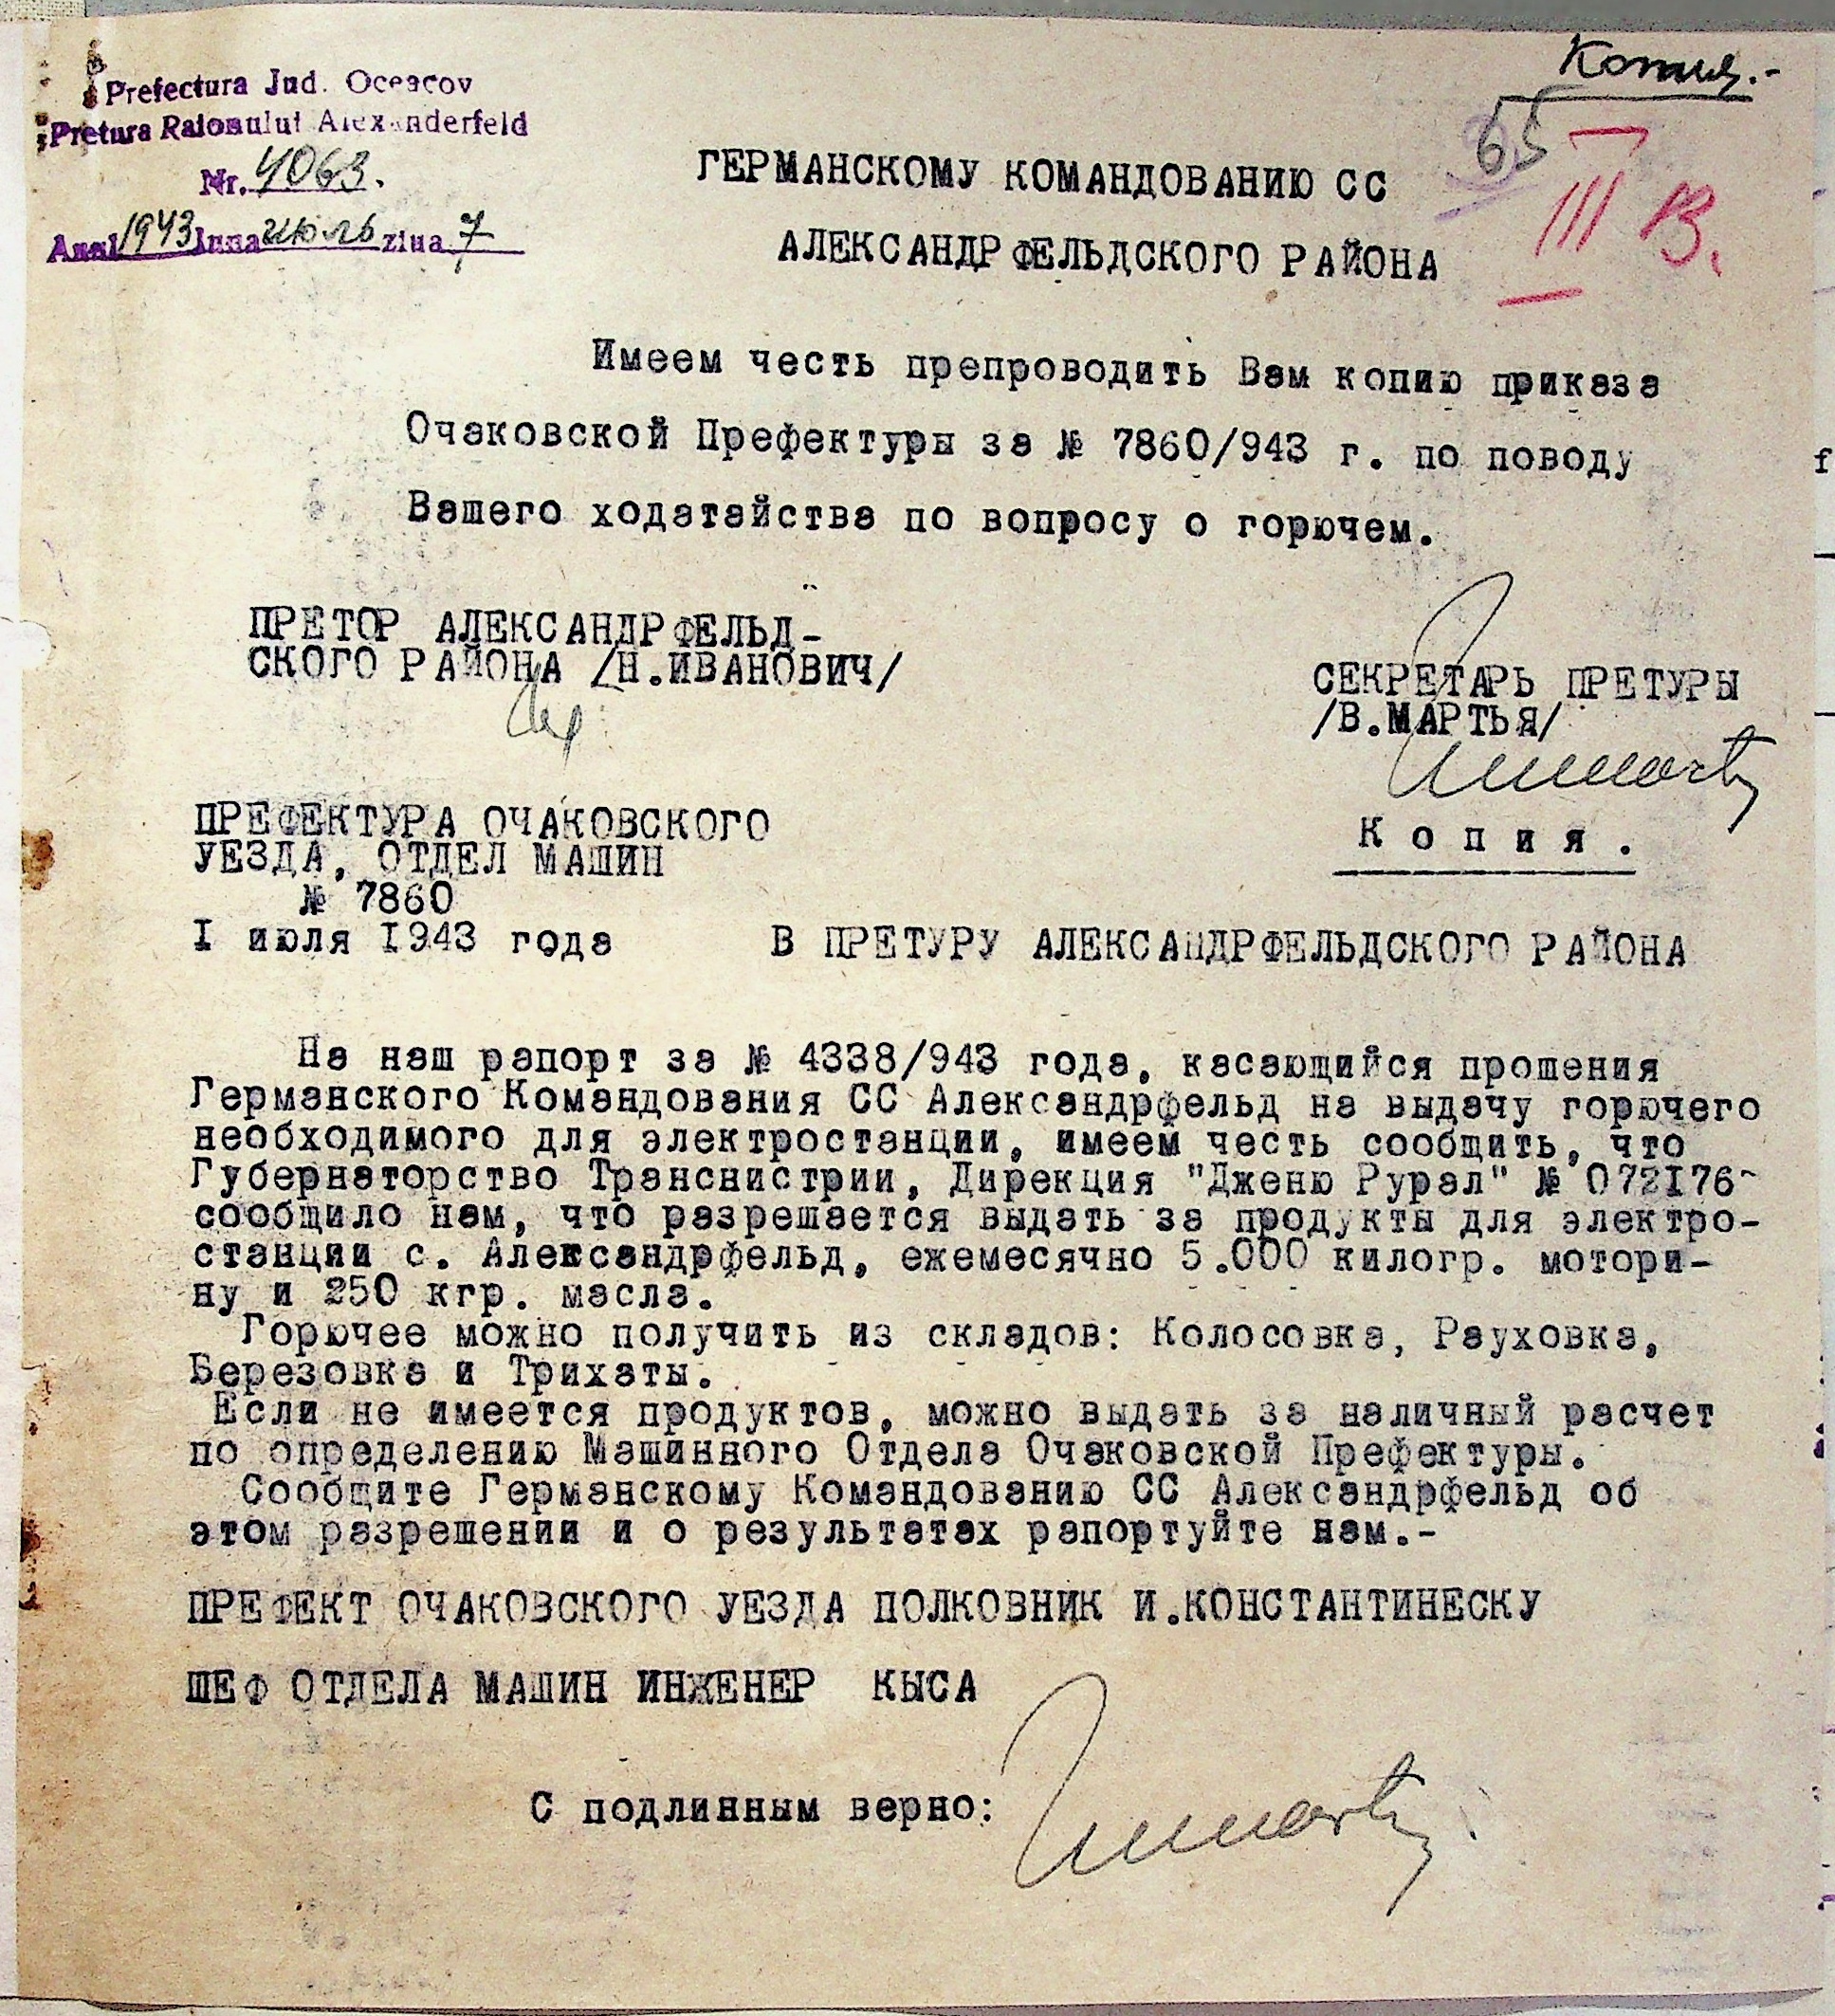 Prefectura Jud. Oceacov
Pretura Raionului Alexanderfeld
Nr. 4063.
Anul 1943 luna июль ziua 7
Копия.-
65
III B.
ГЕРМАНСКОМУ КОМАНДОВАНИЮ СС
АЛЕКСАНДРФЕЛЬДСКОГО РАЙОНА
Имеем честь препроводить Вам копию приказа
Очаковской Префектуры за № 7860/943 г. по поводу
Вашего ходатайства по вопросу о горючем.
ПРЕТОР АЛЕКСАНДРФЕЛЬД-
СКОГО РАЙОНА /Н.ИВАНОВИЧ/
СЕКРЕТАРЬ ПРЕТУРЫ
/В.МАРТЬЯ/
ПРЕФЕКТУРА ОЧАКОВСКОГО
УЕЗДА, ОТДЕЛ МАШИН
№ 7860
I июля I943 года
Копия.
В ПРЕТУРУ АЛЕКСАНДРФЕЛЬДСКОГО РАЙОНА
На наш рапорт за № 4338/943 года, касающийся прошения
Германского Командования СС Александрфельд на выдачу горючего
необходимого для электростанции, имеем честь сообщить, что
Губернаторство Транснистрии, Дирекция "Дженю Рурал" № 072I76-
сообщило нам, что разрешается выдать за продукты для электро-
станции с. Александрфельд, ежемесячно 5.000 килогр. мотори-
ну и 250 кгр. масла.
Горючее можно получить из складов: Колосовка, Рауховка,
Березовка и Трихаты.
Если не имеется продуктов, можно выдать за наличный расчет
по определению Машинного Отдела Очаковской Префектуры.
Сообщите Германскому Командованию СС Александрфельд об
этом разрешении и о результатах рапортуйте нам.-
ПРЕФЕКТ ОЧАКОВСКОГО УЕЗДА ПОЛКОВНИК И.КОНСТАНТИНЕСКУ
ШЕФ ОТДЕЛА МАШИН ИНЖЕНЕР КЫСА
С подлинным верно: